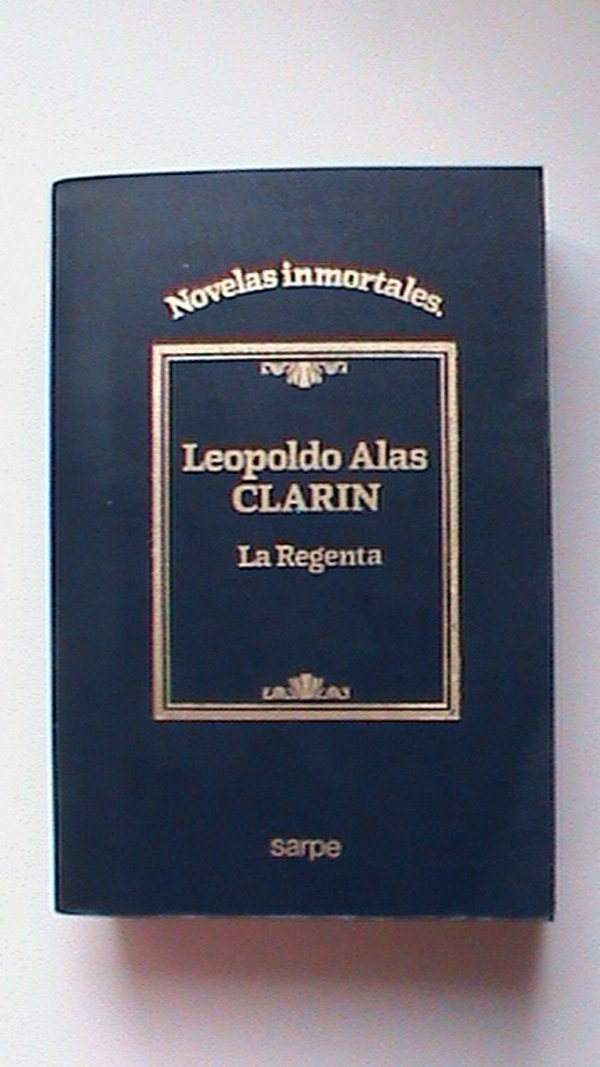 Novelas inmortales.
Leopoldo Alas
CLARIN
La Regenta
sarpe